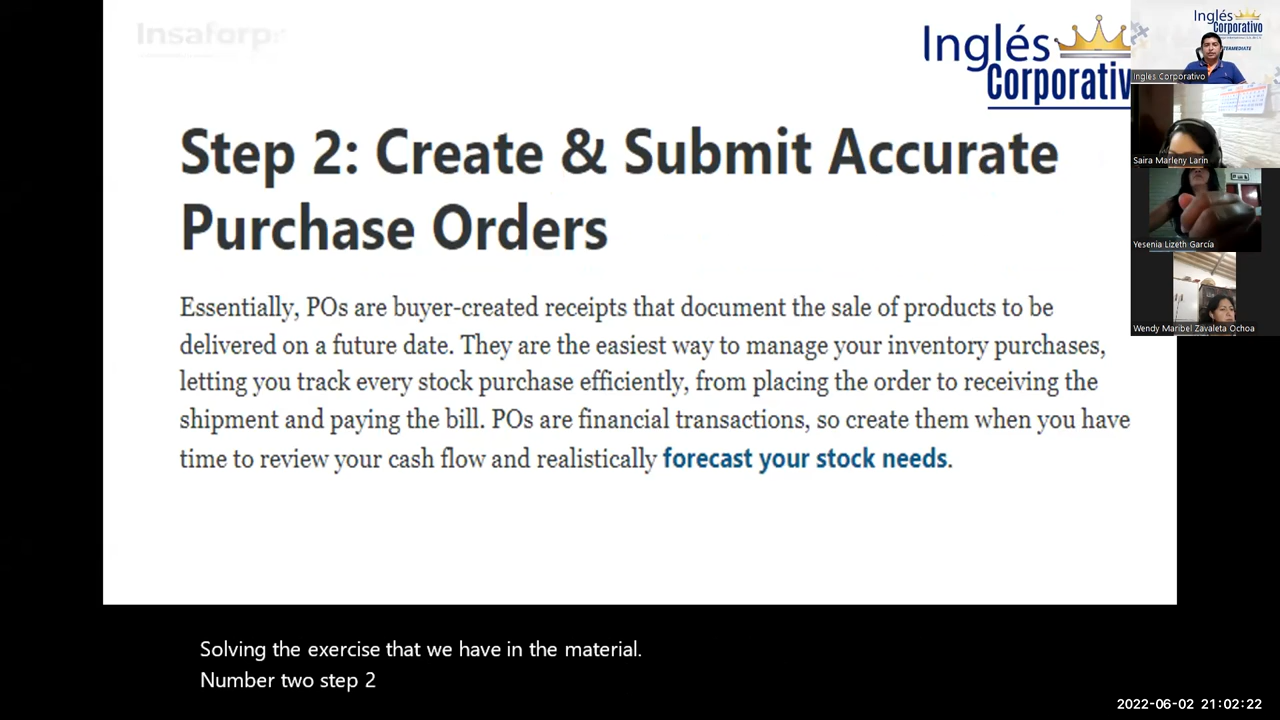 Insaforp
Inglés
Corporativ
Step 2: Create & Submit Accurate
Purchase Orders
Essentially, POs are buyer-created receipts that document the sale of products to be
delivered on a future date. They are the easiest way to manage your inventory purchases,
letting you track every stock purchase efficiently, from placing the order to receiving the
shipment and paying the bill. POs are financial transactions, so create them when you have
time to review your cash flow and realistically forecast your stock needs.
Inglés
Corporativo
TERMEDIATE
Ingles Corporativo
Saira Marleny Larín
Yesenia Lizeth García
Wendy Maribel Zavaleta Ochoa
Solving the exercise that we have in the material.
Number two step 2
2022-06-02 21:02:22